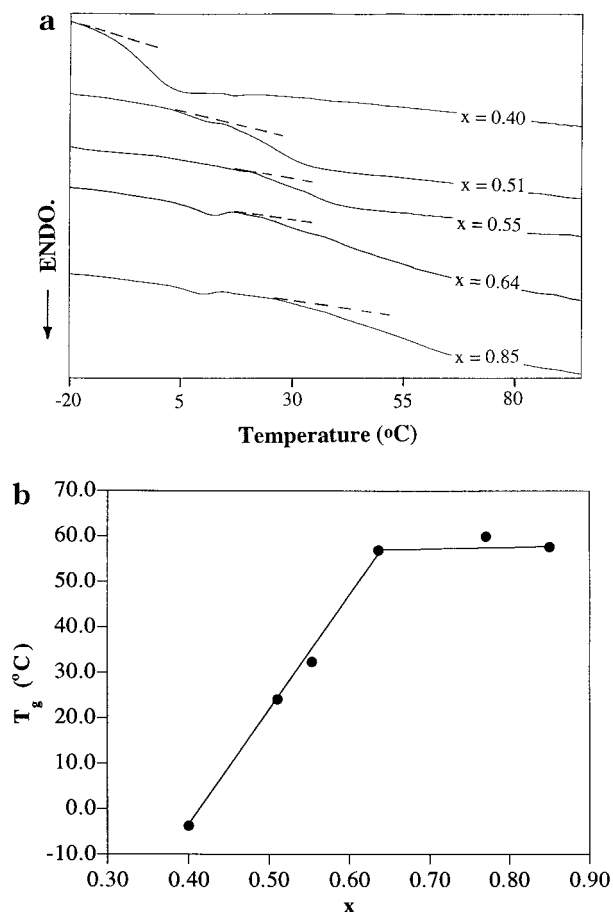 a
x = 0.40
x = 0.51
x = 0.55
x = 0.64
x = 0.85
ENDO.
-20 5 30 55 80
Temperature (oC)
b
70.0
60.0
50.0
40.0
30.0
20.0
10.0
0.0
-10.0
Tg (oC)
0.30 0.40 0.50 0.60 0.70 0.80 0.90
x